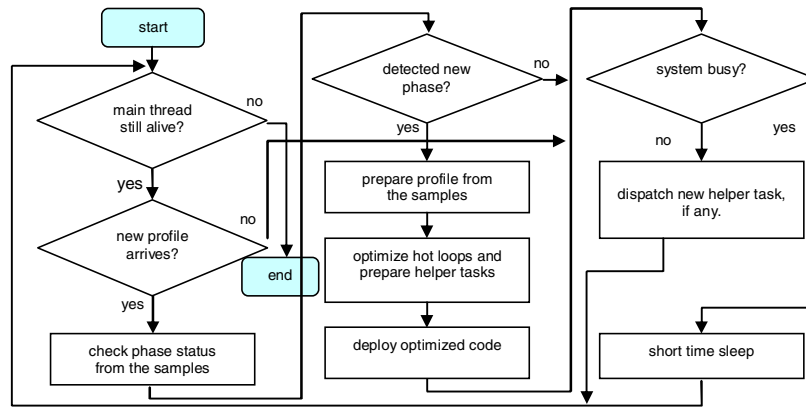 start
main thread
still alive?
no
yes
new profile
arrives?
no
end
yes
check phase status
from the samples
detected new
phase?
no
yes
prepare profile from
the samples
optimize hot loops and
prepare helper tasks
deploy optimized code
system busy?
no
yes
dispatch new helper task,
if any.
short time sleep